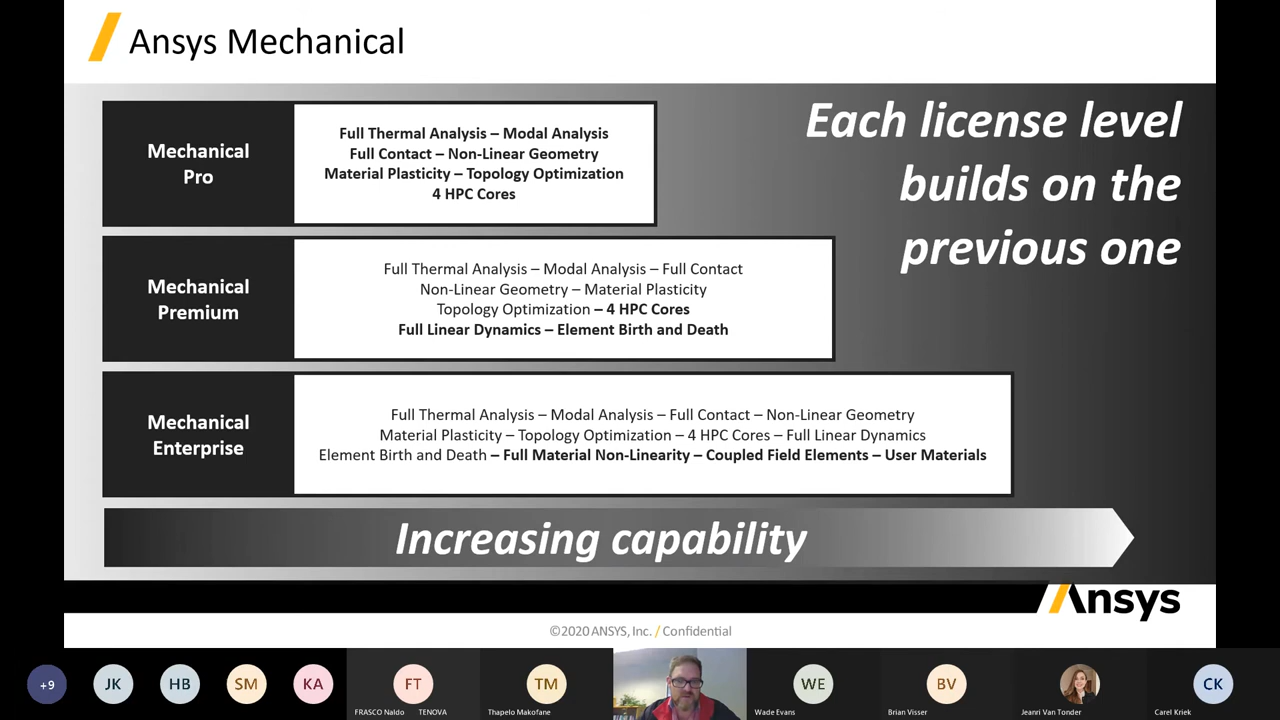 Ansys Mechanical
Each license level
builds on the
previous one
Mechanical
Pro
Full Thermal Analysis – Modal Analysis
Full Contact – Non-Linear Geometry
Material Plasticity – Topology Optimization
4 HPC Cores
Mechanical
Premium
Full Thermal Analysis – Modal Analysis – Full Contact
Non-Linear Geometry – Material Plasticity
Topology Optimization – 4 HPC Cores
Full Linear Dynamics – Element Birth and Death
Mechanical
Enterprise
Full Thermal Analysis – Modal Analysis – Full Contact – Non-Linear Geometry
Material Plasticity – Topology Optimization – 4 HPC Cores – Full Linear Dynamics
Element Birth and Death – Full Material Non-Linearity – Coupled Field Elements – User Materials
Increasing capability
Ansys
©2020 ANSYS, Inc. / Confidential
+9
JK
HB
SM
KA
FT
FRASCO Naldo TENOVA
TM
Thapelo Makofane
WE
Wade Evans
BV
Brian Visser
Jeanri Van Tonder
CK
Carel Kriek